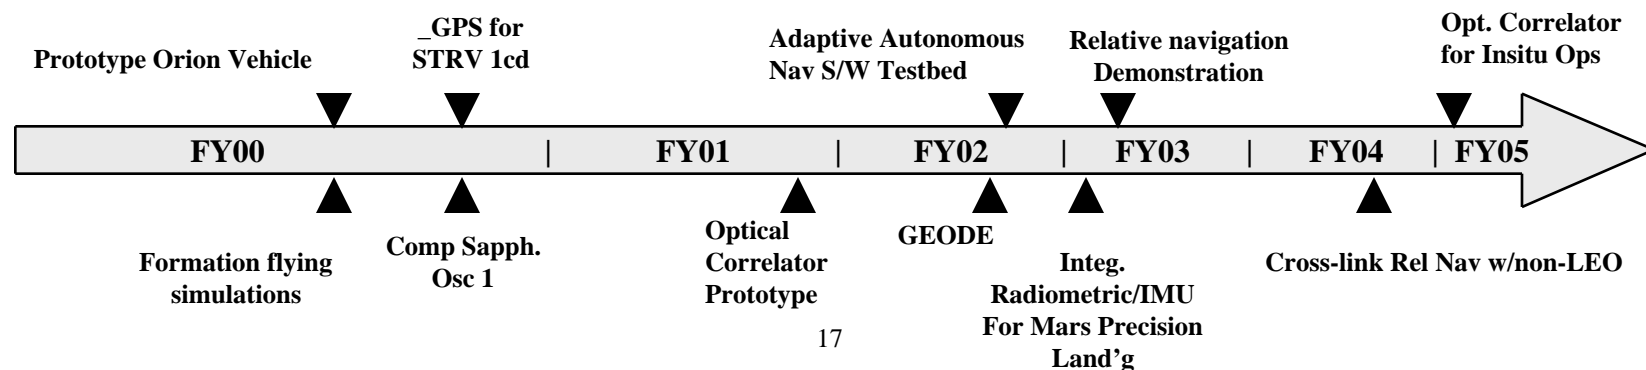 Prototype Orion Vehicle
_GPS for
STRV 1cd
Adaptive Autonomous
Nav S/W Testbed
Relative navigation
Demonstration
Opt. Correlator
for Insitu Ops
FY00 | FY01 | FY02 | FY03 | FY04 | FY05
Formation flying
simulations
Comp Sapph.
Osc 1
Optical
Correlator
Prototype
GEODE
Integ.
Radiometric/IMU
For Mars Precision
Land’g
Cross-link Rel Nav w/non-LEO
17